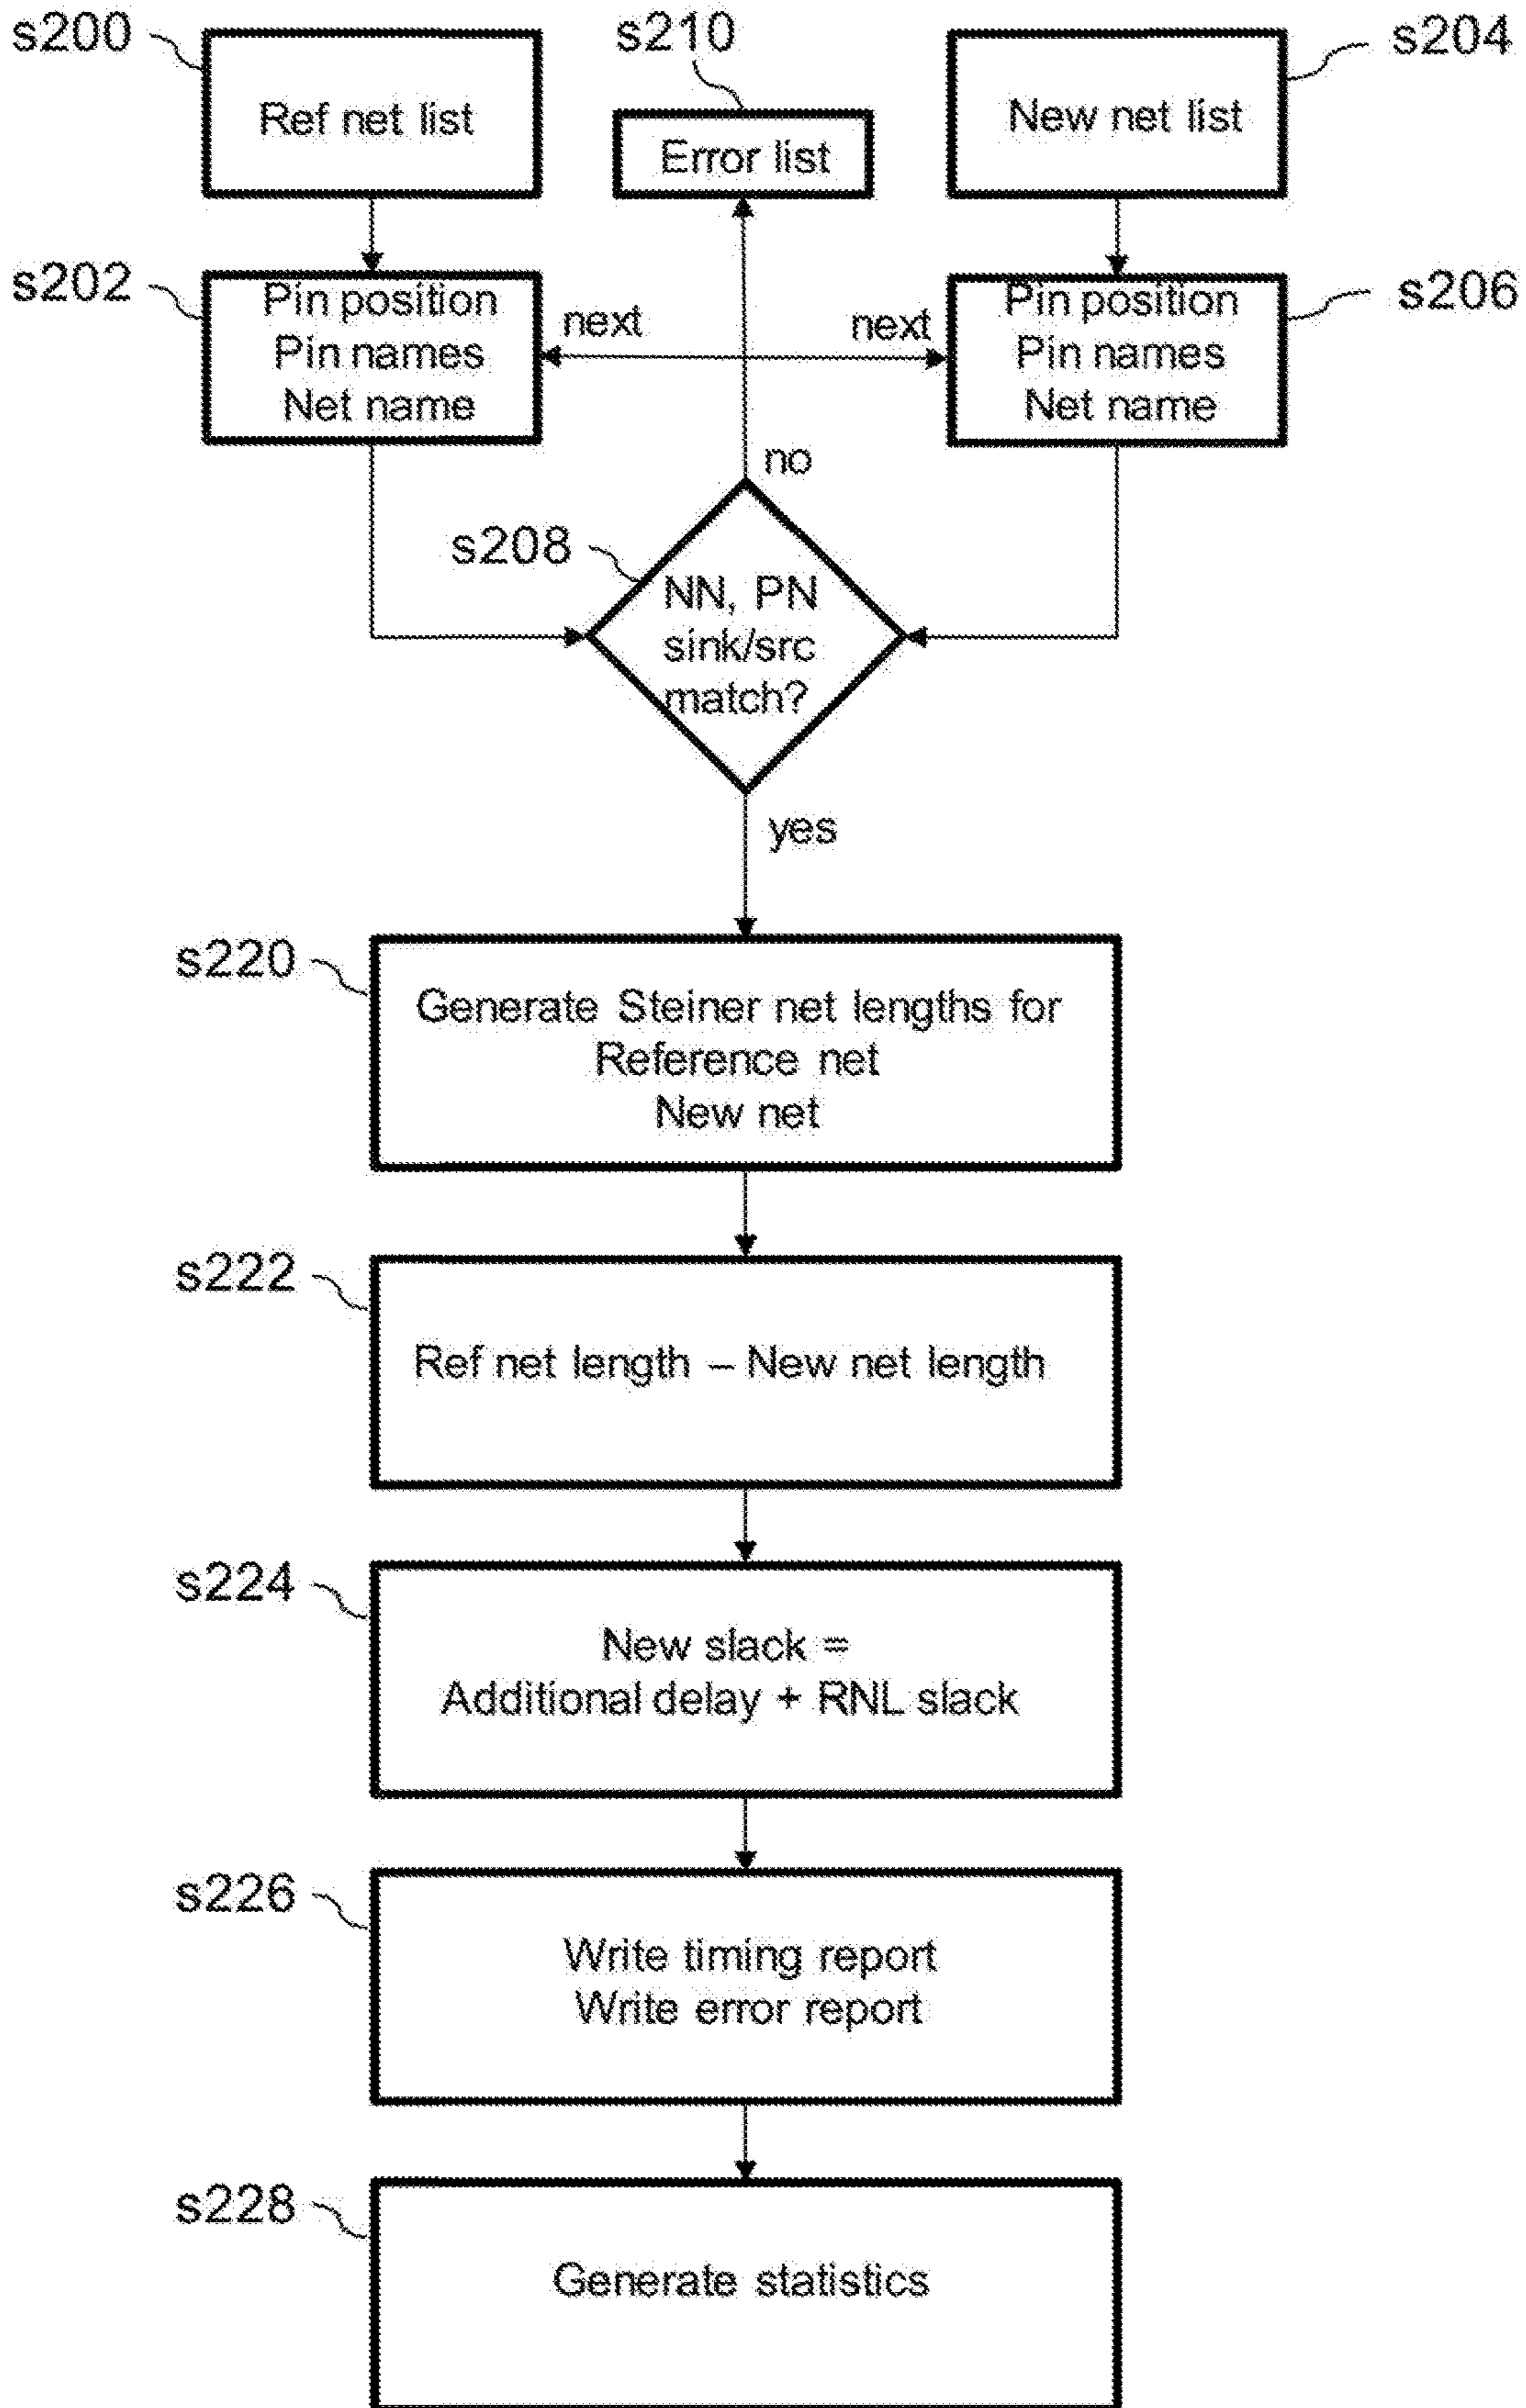 s200
s210
s204
Ref net list
Error list
New net list
s202
s206
Pin position
Pin names
Net name
next
next
Pin position
Pin names
Net name
no
s208
NN, PN
sink/src
match?
yes
s220
Generate Steiner net lengths for
Reference net
New net
s222
Ref net length – New net length
s224
New slack =
Additional delay + RNL slack
s226
Write timing report
Write error report
s228
Generate statistics